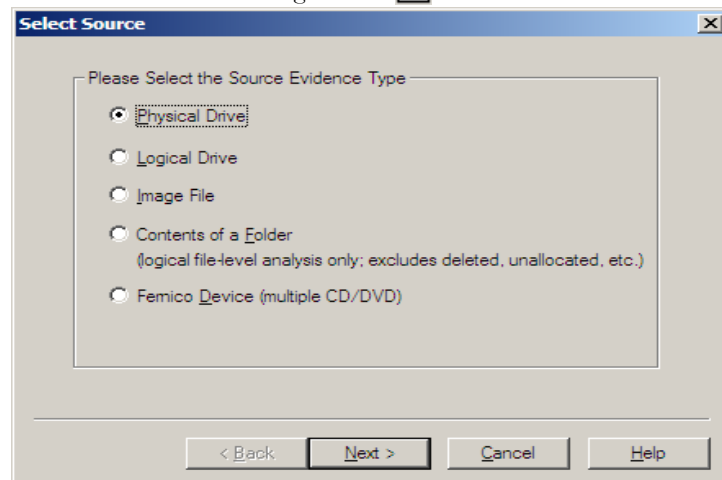 Select Source
Please Select the Source Evidence Type
Physical Drive
Logical Drive
Image File
Contents of a Folder
(logical file-level analysis only; excludes deleted, unallocated, etc.)
Femico Device (multiple CD/DVD)
< Back Next > Cancel Help